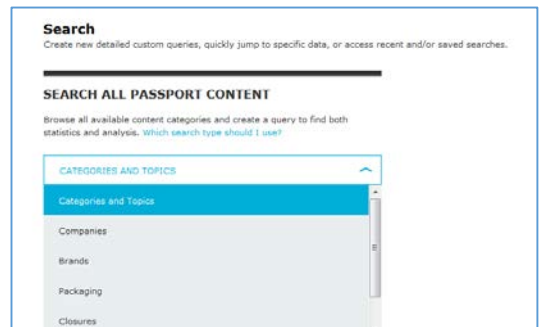 Search
Create new detailed custom queries, quickly jump to specific data, or access recent and/or saved searches.
SEARCH ALL PASSPORT CONTENT
Browse all available content categories and create a query to find both
statistics and analysis. Which search type should I use?
CATEGORIES AND TOPICS
Categories and Topics
Companies
Brands
Packaging
Closures